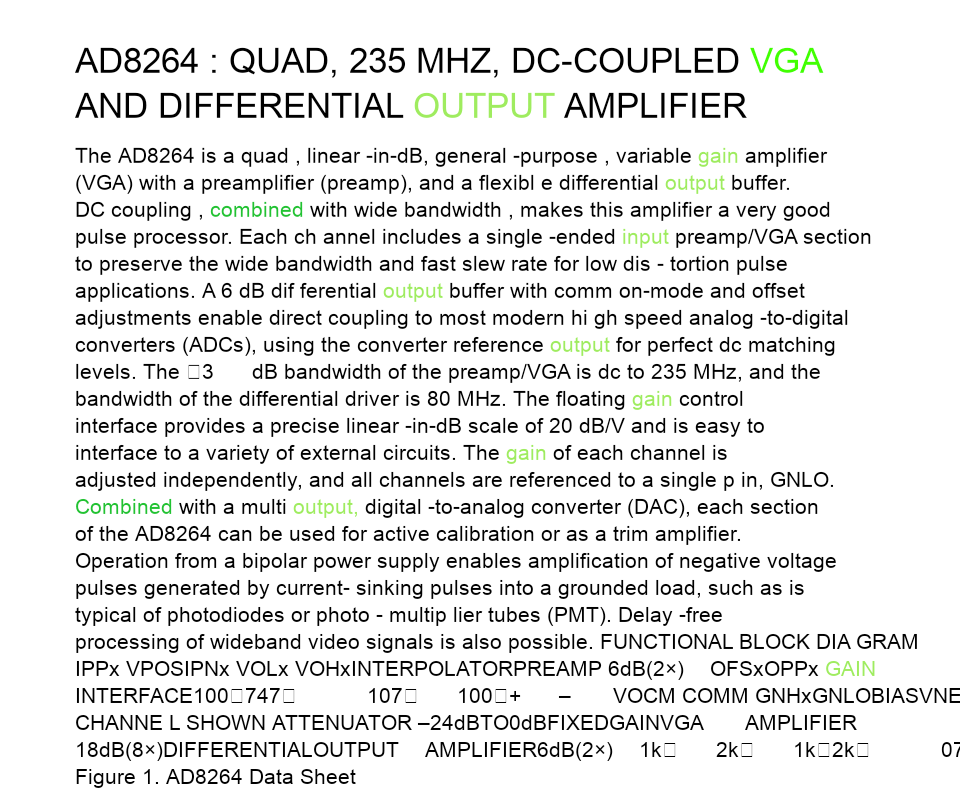 AD8264 : QUAD, 235 MHZ, DC-COUPLED VGA
AND DIFFERENTIAL OUTPUT AMPLIFIER
The AD8264 is a quad , linear -in-dB, general -purpose , variable gain amplifier
(VGA) with a preamplifier (preamp), and a flexibl e differential output buffer.
DC coupling , combined with wide bandwidth , makes this amplifier a very good
pulse processor. Each ch annel includes a single -ended input preamp/VGA section
to preserve the wide bandwidth and fast slew rate for low dis - tortion pulse
applications. A 6 dB dif ferential output buffer with comm on-mode and offset
adjustments enable direct coupling to most modern hi gh speed analog -to-digital
converters (ADCs), using the converter reference output for perfect dc matching
levels. The □3 dB bandwidth of the preamp/VGA is dc to 235 MHz, and the
bandwidth of the differential driver is 80 MHz. The floating gain control
interface provides a precise linear -in-dB scale of 20 dB/V and is easy to
interface to a variety of external circuits. The gain of each channel is
adjusted independently, and all channels are referenced to a single p in, GNLO.
Combined with a multi output, digital -to-analog converter (DAC), each section
of the AD8264 can be used for active calibration or as a trim amplifier.
Operation from a bipolar power supply enables amplification of negative voltage
pulses generated by current- sinking pulses into a grounded load, such as is
typical of photodiodes or photo - multip lier tubes (PMT). Delay -free
processing of wideband video signals is also possible. FUNCTIONAL BLOCK DIA GRAM
IPPx VPOSIPNx VOLx VOHxINTERPOLATORPREAMP 6dB(2×) OFSxOPPx GAIN
INTERFACE100□747□ 107□ 100□+ – VOCM COMM GNHxGNLOBIASVNE
CHANNE L SHOWN ATTENUATOR –24dBTO0dBFIXEDGAINVGA AMPLIFIER
18dB(8×)DIFFERENTIALOUTPUT AMPLIFIER6dB(2×) 1k□ 2k□ 1k□2k□ 07
Figure 1. AD8264 Data Sheet